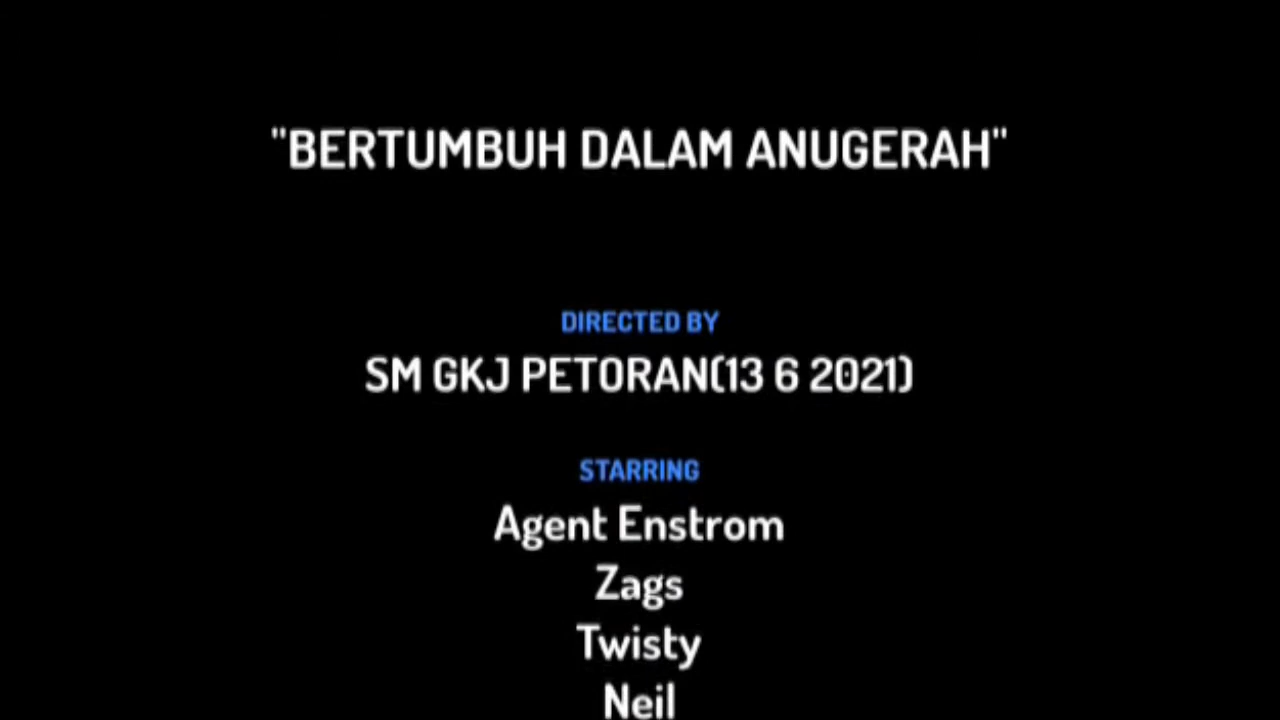 "BERTUMBUH DALAM ANUGERAH"
DIRECTED BY
SM GKJ PETORAN(13 6 2021)
STARRING
Agent Enstrom
Zags
Twisty
Neil